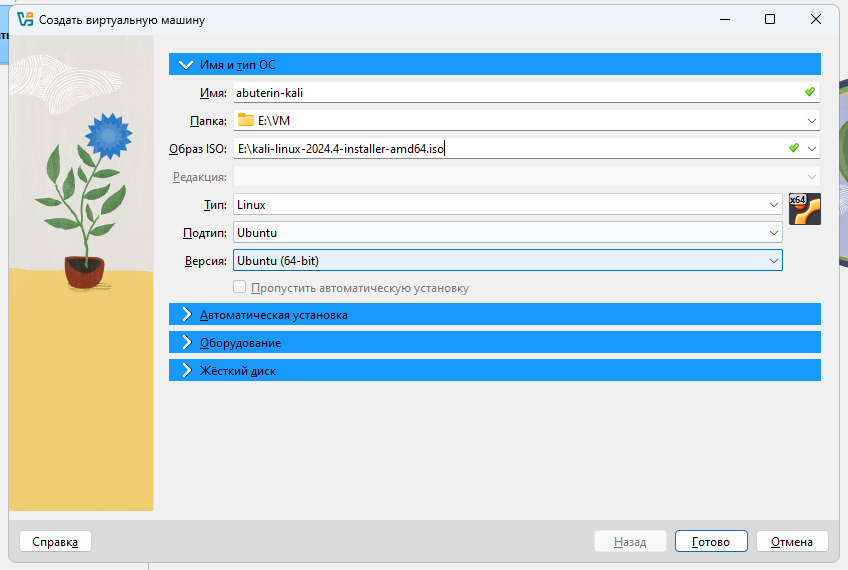 Создать виртуальную машину
Имя и тип ОС
Имя: abuterin-kali
Папка: E:\VM
Образ ISO: E:\kali-linux-2024.4-installer-amd64.iso
Редакция:
Тип: Linux
x64
Подтип: Ubuntu
Версия: Ubuntu (64-bit)
Пропустить автоматическую установку
Автоматическая установка
Оборудование
Жёсткий диск
Справка Назад Готово Отмена